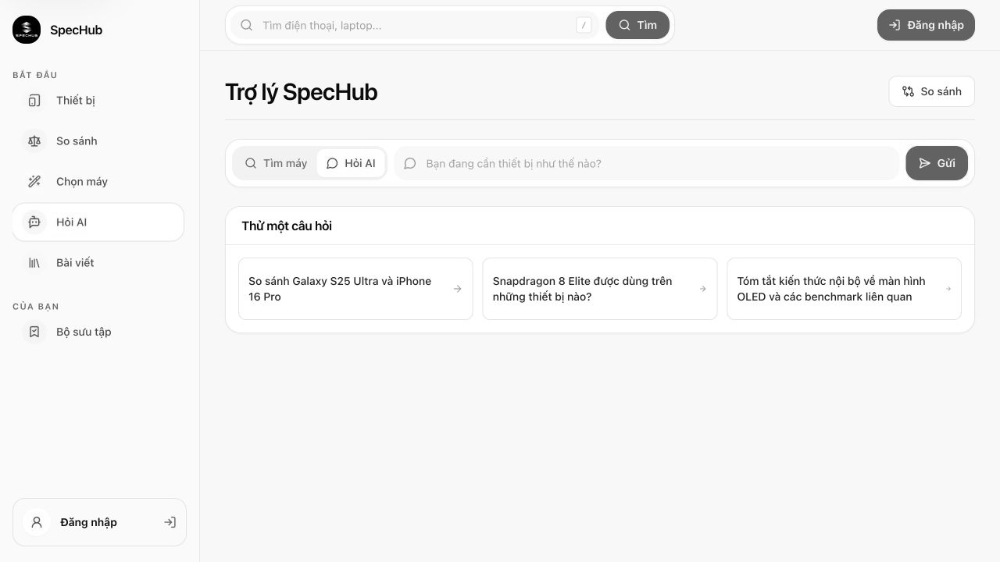 SPECHUB
SpecHub
BẮT ĐẦU
Thiết bị
So sánh
Chọn máy
Hỏi AI
Bài viết
CỦA BẠN
Bộ sưu tập
Đăng nhập
Tìm điện thoại, laptop...
/
Tìm
Đăng nhập
Trợ lý SpecHub
So sánh
Tìm máy
Hỏi AI
Bạn đang cần thiết bị như thế nào?
Gửi
Thử một câu hỏi
So sánh Galaxy S25 Ultra và iPhone
16 Pro
Snapdragon 8 Elite được dùng trên
những thiết bị nào?
Tóm tắt kiến thức nội bộ về màn hình
OLED và các benchmark liên quan